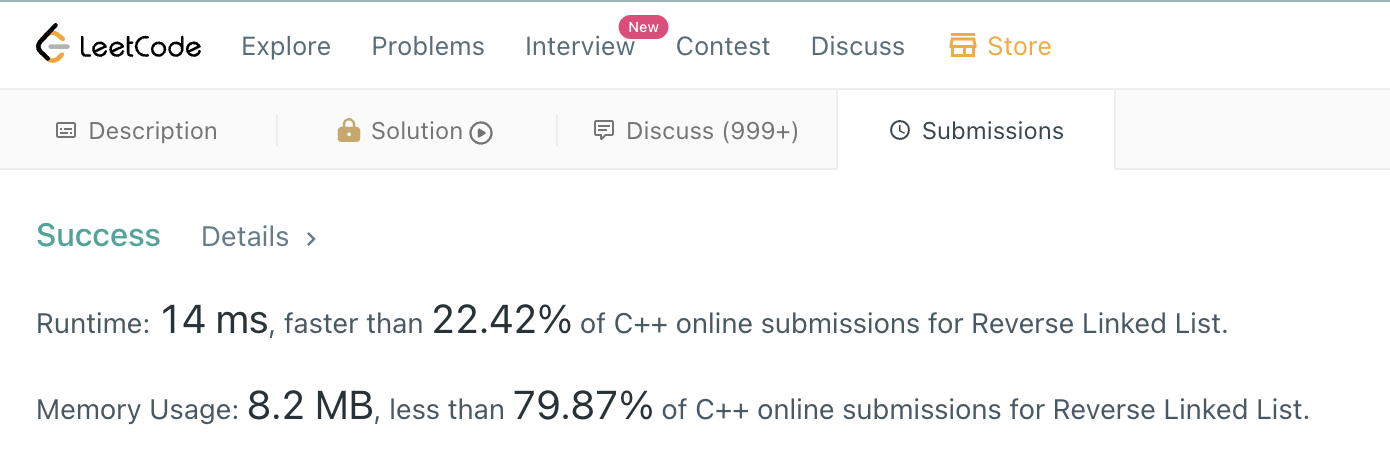 LeetCode Explore Problems Interview New Contest Discuss Store
Description Solution Discuss (999+) Submissions
Success Details >
Runtime: 14 ms, faster than 22.42% of C++ online submissions for Reverse Linked List.
Memory Usage: 8.2 MB, less than 79.87% of C++ online submissions for Reverse Linked List.